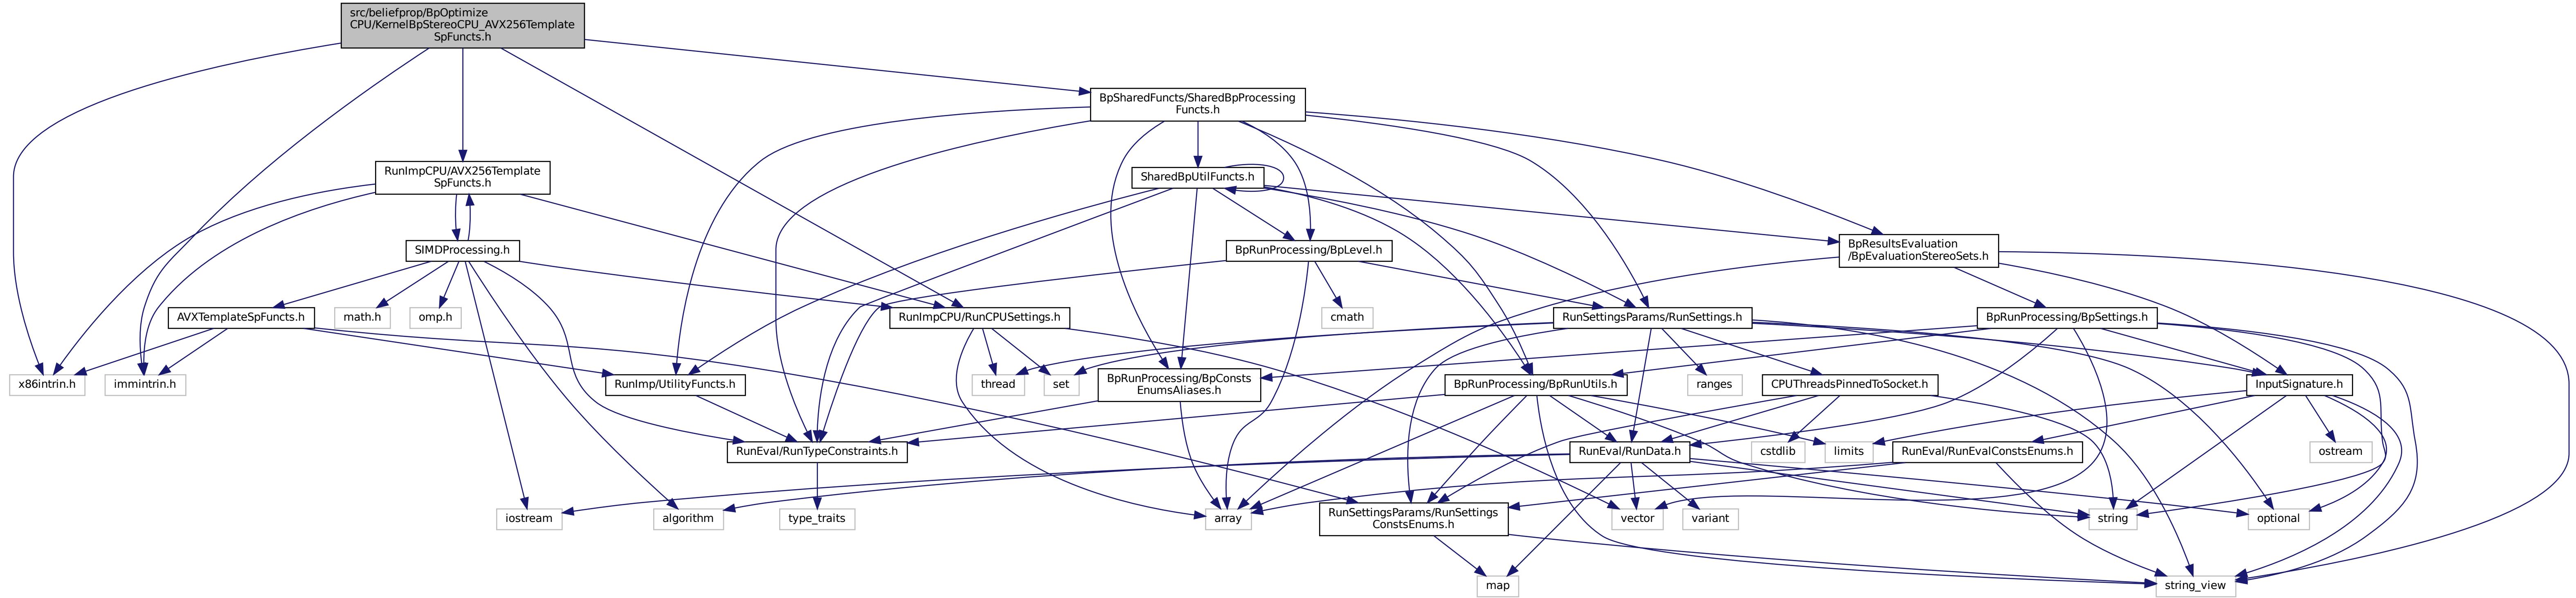 src/beliefprop/BpOptimize
CPU/KernelBpStereoCPU_AVX256Template
SpFuncts.h
BpSharedFuncts/SharedBpProcessing
Functs.h
RunImpCPU/AVX256Template
SpFuncts.h
SharedBpUtilFuncts.h
SIMDProcessing.h
BpRunProcessing/BpLevel.h
BpResultsEvaluation
/BpEvaluationStereoSets.h
AVXTemplateSpFuncts.h
math.h
omp.h
RunImpCPU/RunCPUSettings.h
cmath
RunSettingsParams/RunSettings.h
BpRunProcessing/BpSettings.h
x86intrin.h
immintrin.h
RunImp/UtilityFuncts.h
thread
set
BpRunProcessing/BpConsts
EnumsAliases.h
BpRunProcessing/BpRunUtils.h
ranges
CPUThreadsPinnedToSocket.h
InputSignature.h
RunEval/RunTypeConstraints.h
RunEval/RunData.h
cstdlib
limits
RunEval/RunEvalConstsEnums.h
ostream
iostream
algorithm
type_traits
array
RunSettingsParams/RunSettings
ConstsEnums.h
vector
variant
string
optional
map
string_view